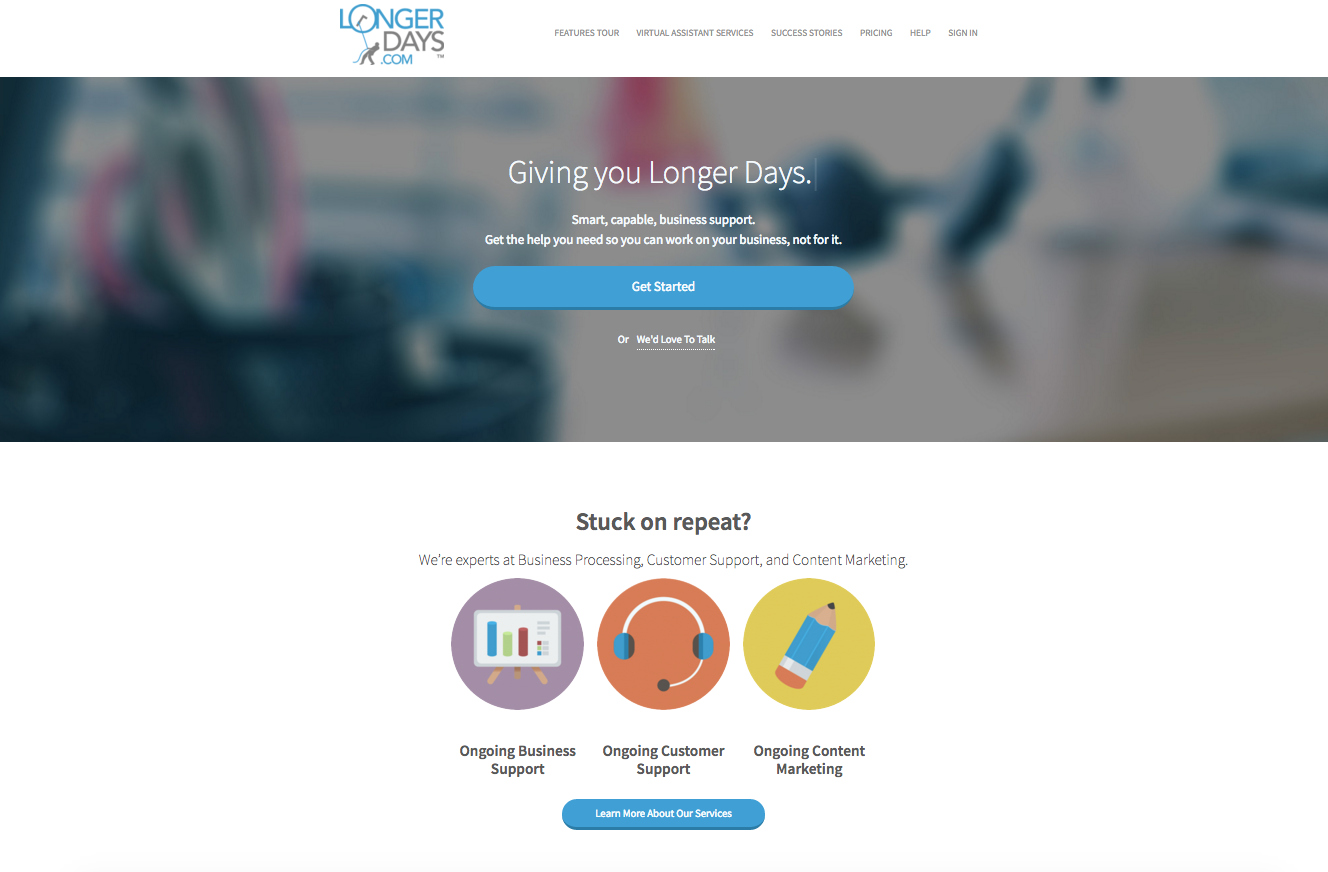 LONGER
DAYS
.COM ™
FEATURES TOUR VIRTUAL ASSISTANT SERVICES SUCCESS STORIES PRICING HELP SIGN IN
Giving you Longer Days.
Smart, capable, business support.
Get the help you need so you can work on your business, not for it.
Get Started
Or We'd Love To Talk
Stuck on repeat?
We're experts at Business Processing, Customer Support, and Content Marketing.
Ongoing Business
Support
Ongoing Customer
Support
Ongoing Content
Marketing
Learn More About Our Services